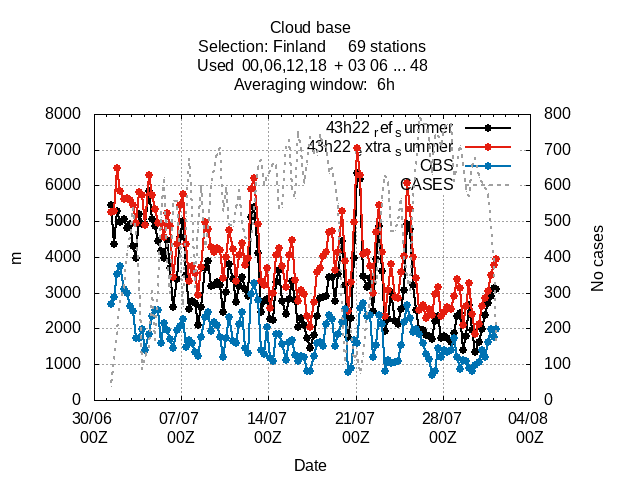 Cloud base
Selection: Finland 69 stations
Used 00,06,12,18 + 03 06 ... 48
Averaging window: 6h
8000 800
43h22 ref summer
7000 700
43h22 extra summer
OBS
6000 CASES 600
5000 500
m 4000 No cases 400
3000 300
2000 200
1000 100
0 0
30/06 07/07 14/07 21/07 28/07 04/08
00Z 00Z 00Z 00Z 00Z 00Z
Date